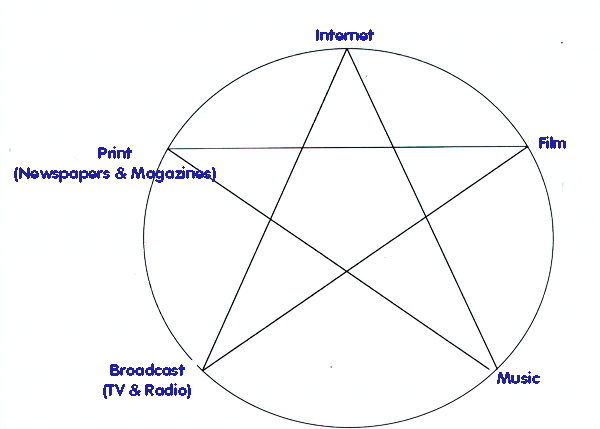 Internet
Print
(Newspapers & Magazines)
Film
Broadcast
(TV & Radio)
Music